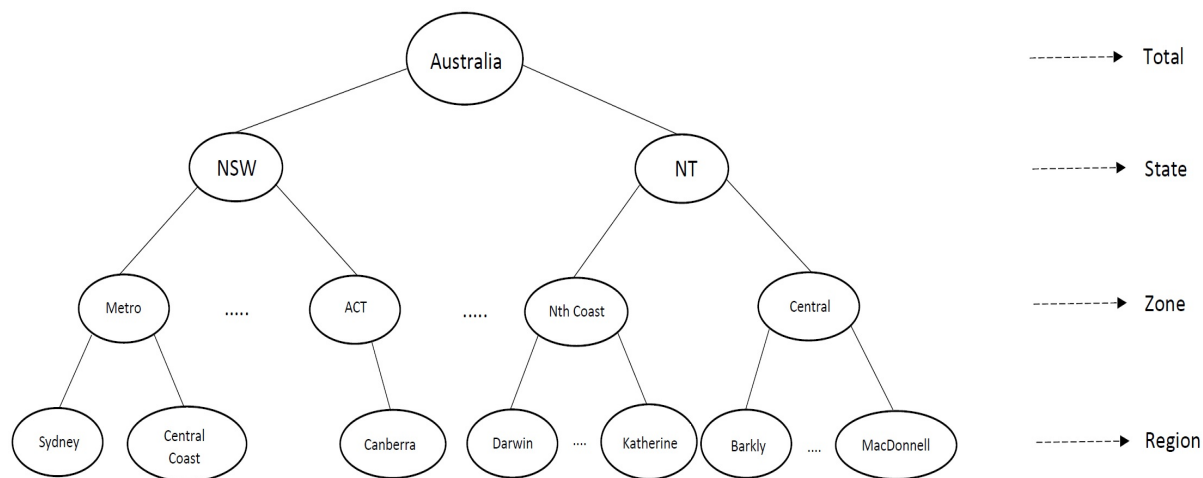 Australia
Total
NSW
NT
State
Metro
.....
ACT
.....
Nth Coast
Central
Zone
Sydney
Central
Coast
Canberra
Darwin
....
Katherine
Barkly
....
MacDonnell
Region